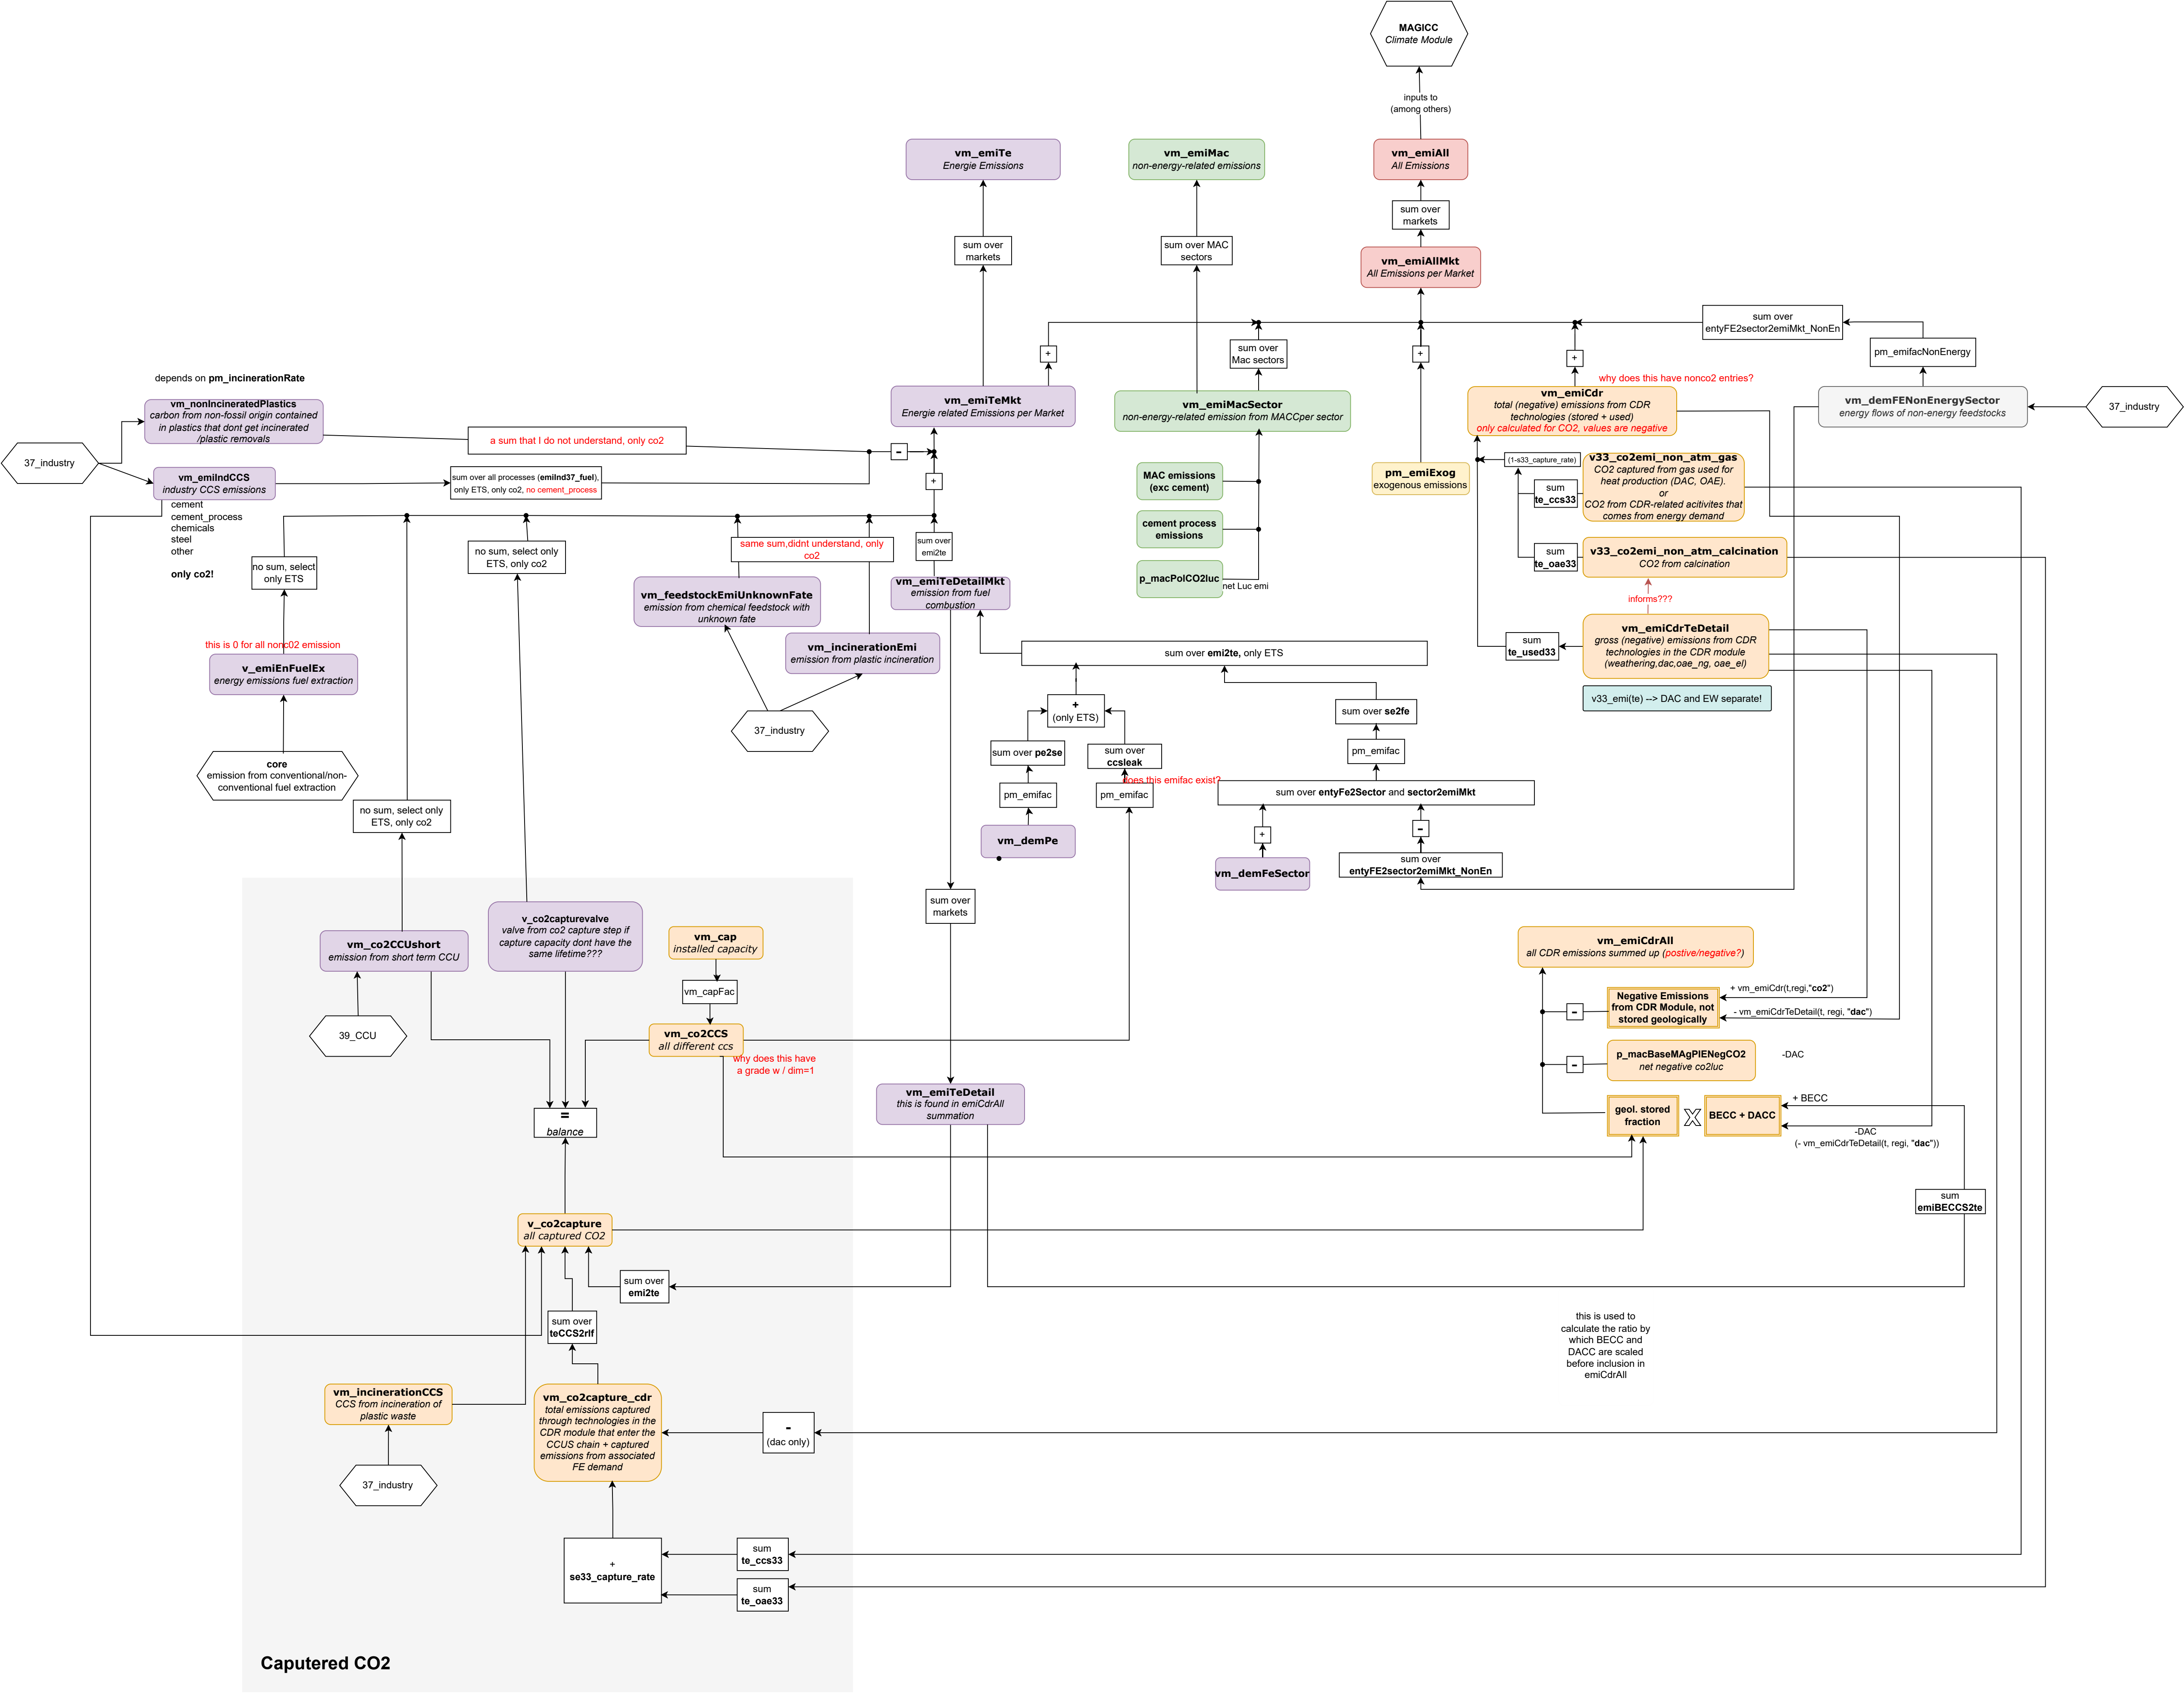 MAGICC
Climate Module
inputs to
(among others)
vm_emiTe
Energie Emissions
vm_emiMac
non-energy-related emissions
vm_emiAll
All Emissions
sum over
markets
sum over
markets
sum over MAC
sectors
vm_emiAllMkt
All Emissions per Market
sum over
entyFE2sector2emiMkt_NonEn
+
sum over
Mac sectors
+
+
pm_emifacNonEnergy
depends on pm_incinerationRate
why does this have nonco2 entries?
vm_nonIncineratedPlastics
carbon from non-fossil origin contained
in plastics that dont get incinerated
/plastic removals
vm_emiTeMkt
Energie related Emissions per Market
vm_emiMacSector
non-energy-related emission from MACCper sector
vm_emiCdr
total (negative) emissions from CDR
technologies (stored + used)
only calculated for CO2, values are negative
vm_demFENonEnergySector
energy flows of non-energy feedstocks
37_industry
a sum that I do not understand, only co2
-
37_industry
vm_emiIndCCS
industry CCS emissions
sum over all processes (emiInd37_fuel),
only ETS, only co2, no cement_process
+
MAC emissions
(exc cement)
pm_emiExog
exogenous emissions
(1-s33_capture_rate)
sum
te_ccs33
v33_co2emi_non_atm_gas
CO2 captured from gas used for
heat production (DAC, OAE).
or
CO2 from CDR-related acitivites that
comes from energy demand
cement
cement_process
chemicals
steel
other
only co2!
no sum, select
only ETS
no sum, select only
ETS, only co2
same sum,didnt understand, only
co2
sum over
emi2te
cement process
emissions
sum
te_oae33
v33_co2emi_non_atm_calcination
CO2 from calcination
vm_feedstockEmiUnknownFate
emission from chemical feedstock with
unknown fate
vm_emiTeDetailMkt
emission from fuel
combustion
p_macPolCO2luc
net Luc emi
informs???
this is 0 for all nonc02 emission
v_emiEnFuelEx
energy emissions fuel extraction
vm_incinerationEmi
emission from plastic incineration
sum over emi2te, only ETS
sum
te_used33
vm_emiCdrTeDetail
gross (negative) emissions from CDR
technologies in the CDR module
(weathering,dac,oae_ng, oae_el)
v33_emi(te) --> DAC and EW separate!
37_industry
+
(only ETS)
sum over se2fe
core
emission from conventional/non-
conventional fuel extraction
sum over pe2se
sum over
ccsleak
pm_emifac
does this emifac exist?
pm_emifac
pm_emifac
sum over entyFe2Sector and sector2emiMkt
no sum, select only
ETS, only co2
vm_demPe
+
-
vm_demFeSector
sum over
entyFE2sector2emiMkt_NonEn
sum over
markets
vm_co2CCUshort
emission from short term CCU
v_co2capturevalve
valve from co2 capture step if
capture capacity dont have the
same lifetime???
vm_cap
installed capacity
vm_capFac
vm_emiCdrAll
all CDR emissions summed up (postive/negative?)
39_CCU
vm_co2CCS
all different ccs
why does this have
a grade w / dim=1
-
Negative Emissions
from CDR Module, not
stored geologically
+ vm_emiCdr(t,regi,"co2")
- vm_emiCdrTeDetail(t, regi, "dac")
-
p_macBaseMAgPIENegCO2
net negative co2luc
-DAC
vm_emiTeDetail
this is found in emiCdrAll
summation
=
balance
geol. stored
fraction
X
BECC + DACC
+ BECC
-DAC
(- vm_emiCdrTeDetail(t, regi, "dac"))
sum
emiBECCS2te
v_co2capture
all captured CO2
sum over
emi2te
sum over
teCCS2rlf
this is used to
calculate the ratio by
which BECC and
DACC are scaled
before inclusion in
emiCdrAll
vm_incinerationCCS
CCS from incineration of
plastic waste
vm_co2capture_cdr
total emissions captured
through technologies in the
CDR module that enter the
CCUS chain + captured
emissions from associated
FE demand
-
(dac only)
37_industry
+
se33_capture_rate
sum
te_ccs33
sum
te_oae33
Caputered CO2